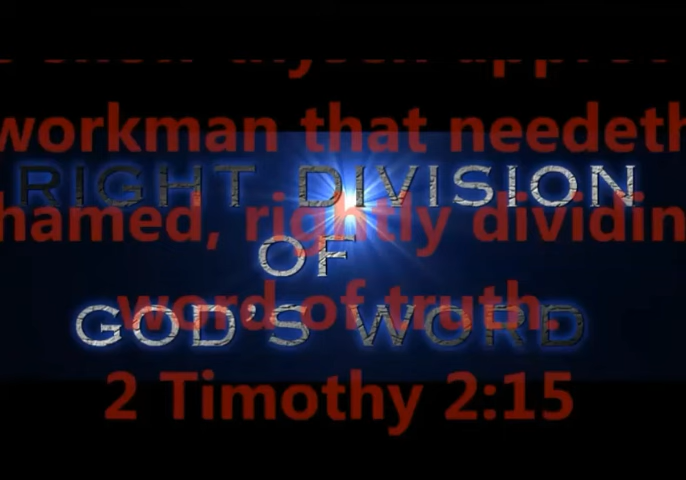 workman that needeth
RIGHT DIVISION
hamed, rightly dividin
OF
word of truth.
GOD'S WORD
2 Timothy 2:15